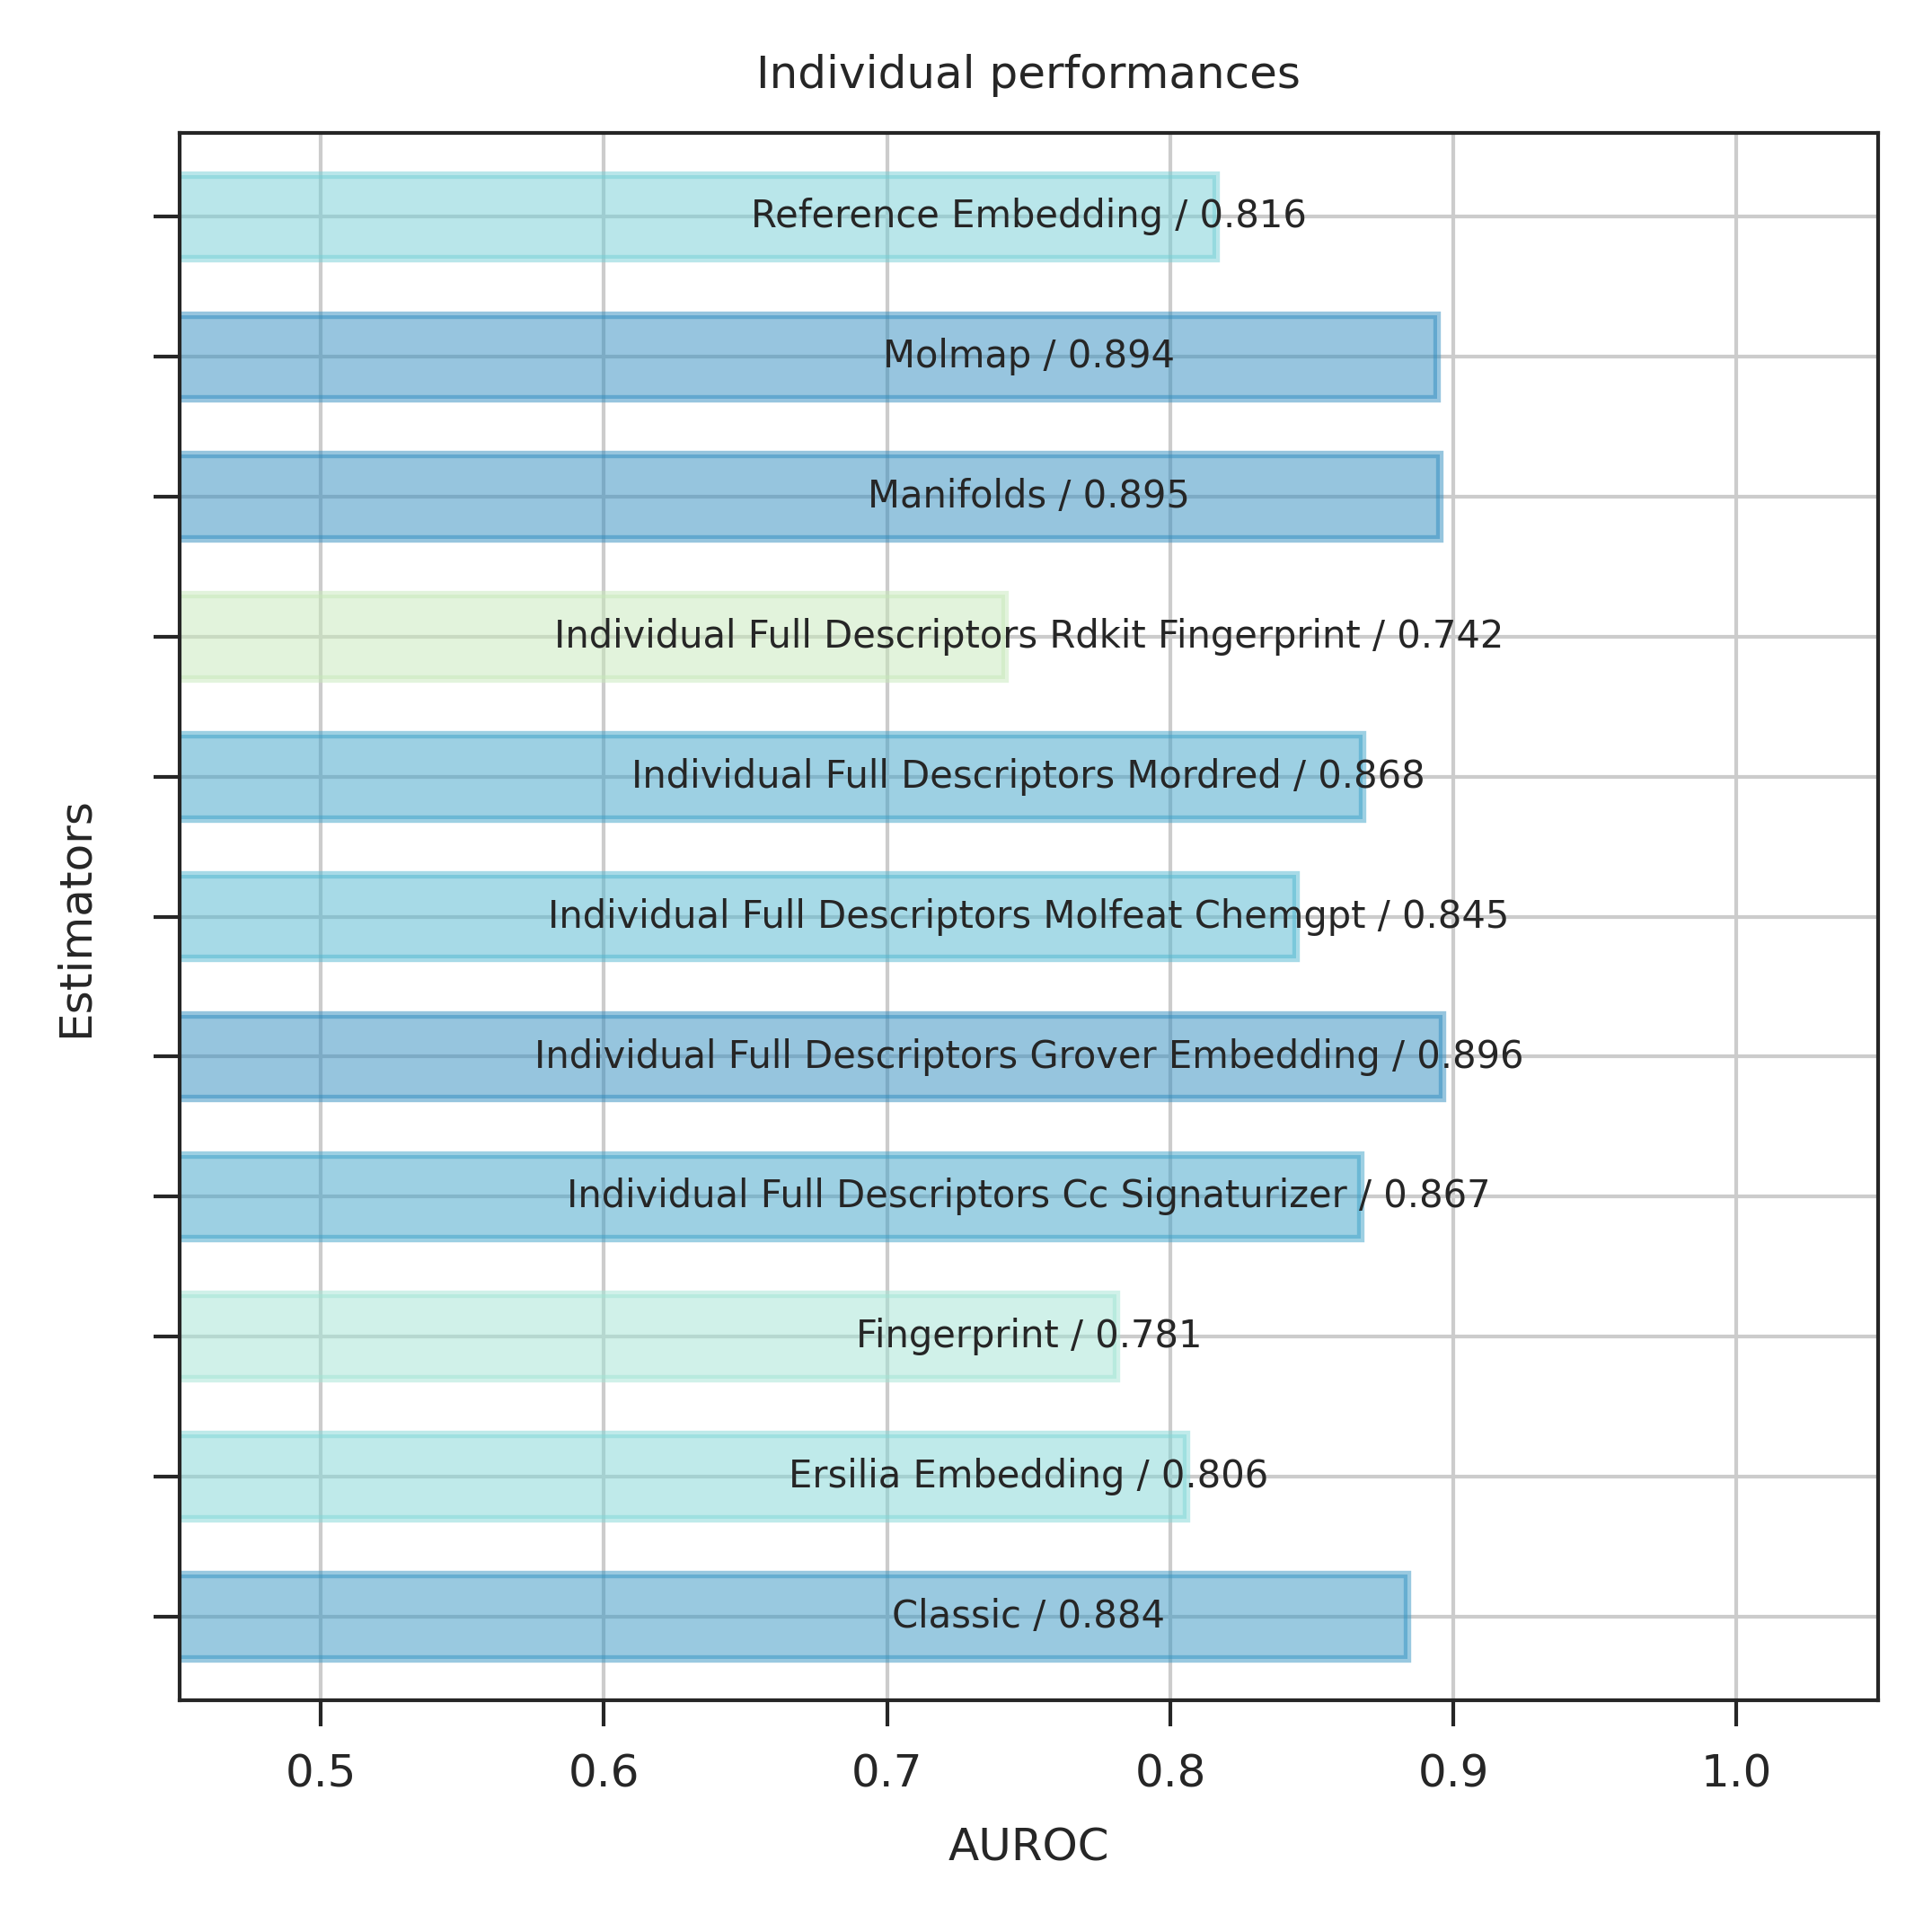 Individual performances
Reference Embedding / 0.816
Molmap / 0.894
Manifolds / 0.895
Individual Full Descriptors Rdkit Fingerprint / 0.742
Individual Full Descriptors Mordred / 0.868
Individual Full Descriptors Molfeat Chemgpt / 0.845
Individual Full Descriptors Grover Embedding / 0.896
Individual Full Descriptors Cc Signaturizer / 0.867
Fingerprint / 0.781
Ersilia Embedding / 0.806
Classic / 0.884
Estimators
0.5 0.6 0.7 0.8 0.9 1.0
AUROC